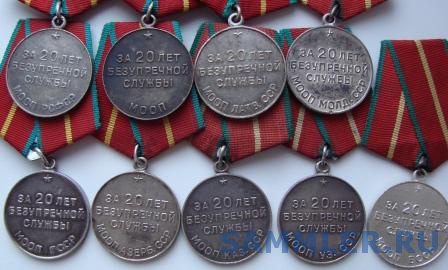 ЗА 20 ЛЕТ
БЕЗУПРЕЧНОЙ
СЛУЖБЫ
МООП РСФСР
ЗА 20 ЛЕТ
БЕЗУПРЕЧНОЙ
СЛУЖБЫ
МООП
ЗА 20 ЛЕТ
БЕЗУПРЕЧНОЙ
СЛУЖБЫ
МООП ЛАТВ. ССР
ЗА 20 ЛЕТ
БЕЗУПРЕЧНОЙ
СЛУЖБЫ
МООП МОЛД. ССР
ЗА 20 ЛЕТ
БЕЗУПРЕЧНОЙ
СЛУЖБЫ
МООП
ЗА 20 ЛЕТ
БЕЗУПРЕЧНОЙ
СЛУЖБЫ
МООП АЗЕРБ. ССР
ЗА 20 ЛЕТ
БЕЗУПРЕЧНОЙ
СЛУЖБЫ
МООП КАЗ. ССР
ЗА 20 ЛЕТ
БЕЗУПРЕЧНОЙ
СЛУЖБЫ
МООП УЗ. ССР
ЗА 20 ЛЕТ
БЕЗУПРЕЧНОЙ
СЛУЖБЫ
МООП БССР
SAMMLER.RU